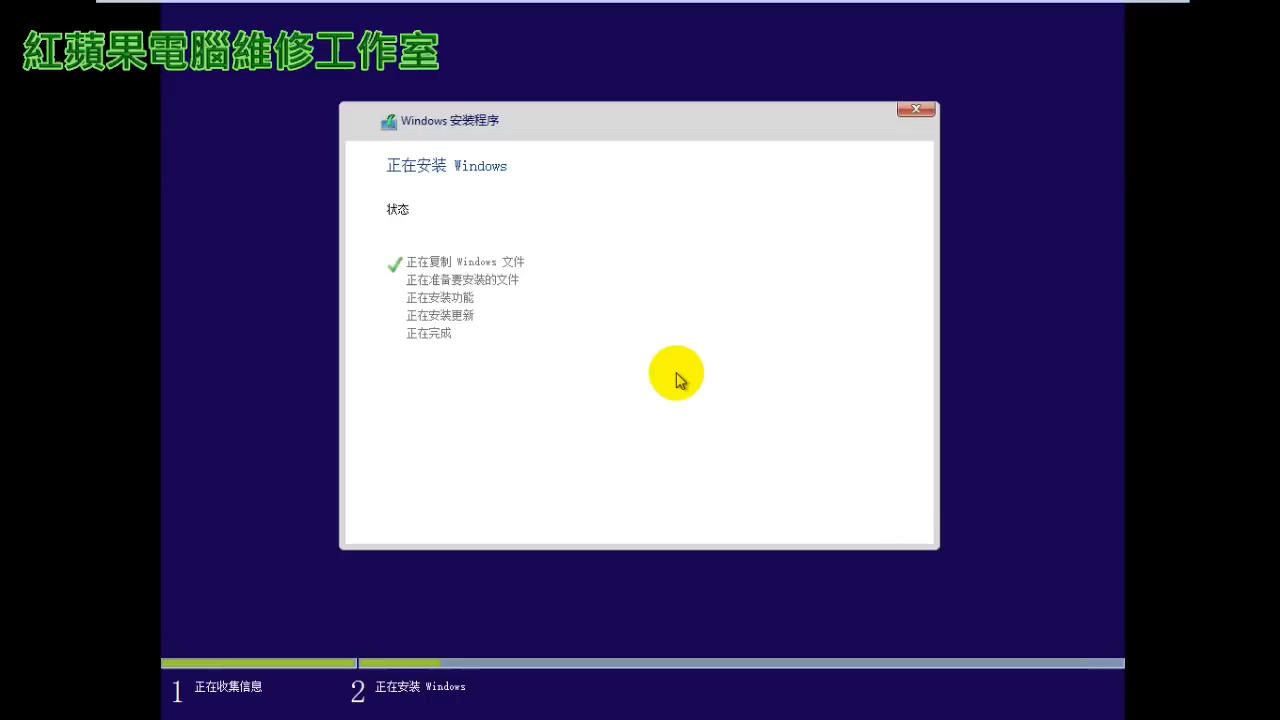 紅蘋果電腦維修工作室
Windows 安装程序
正在安装 Windows
状态
正在复制 Windows 文件
正在准备要安装的文件
正在安装功能
正在安装更新
正在完成
1 正在收集信息
2 正在安装 Windows